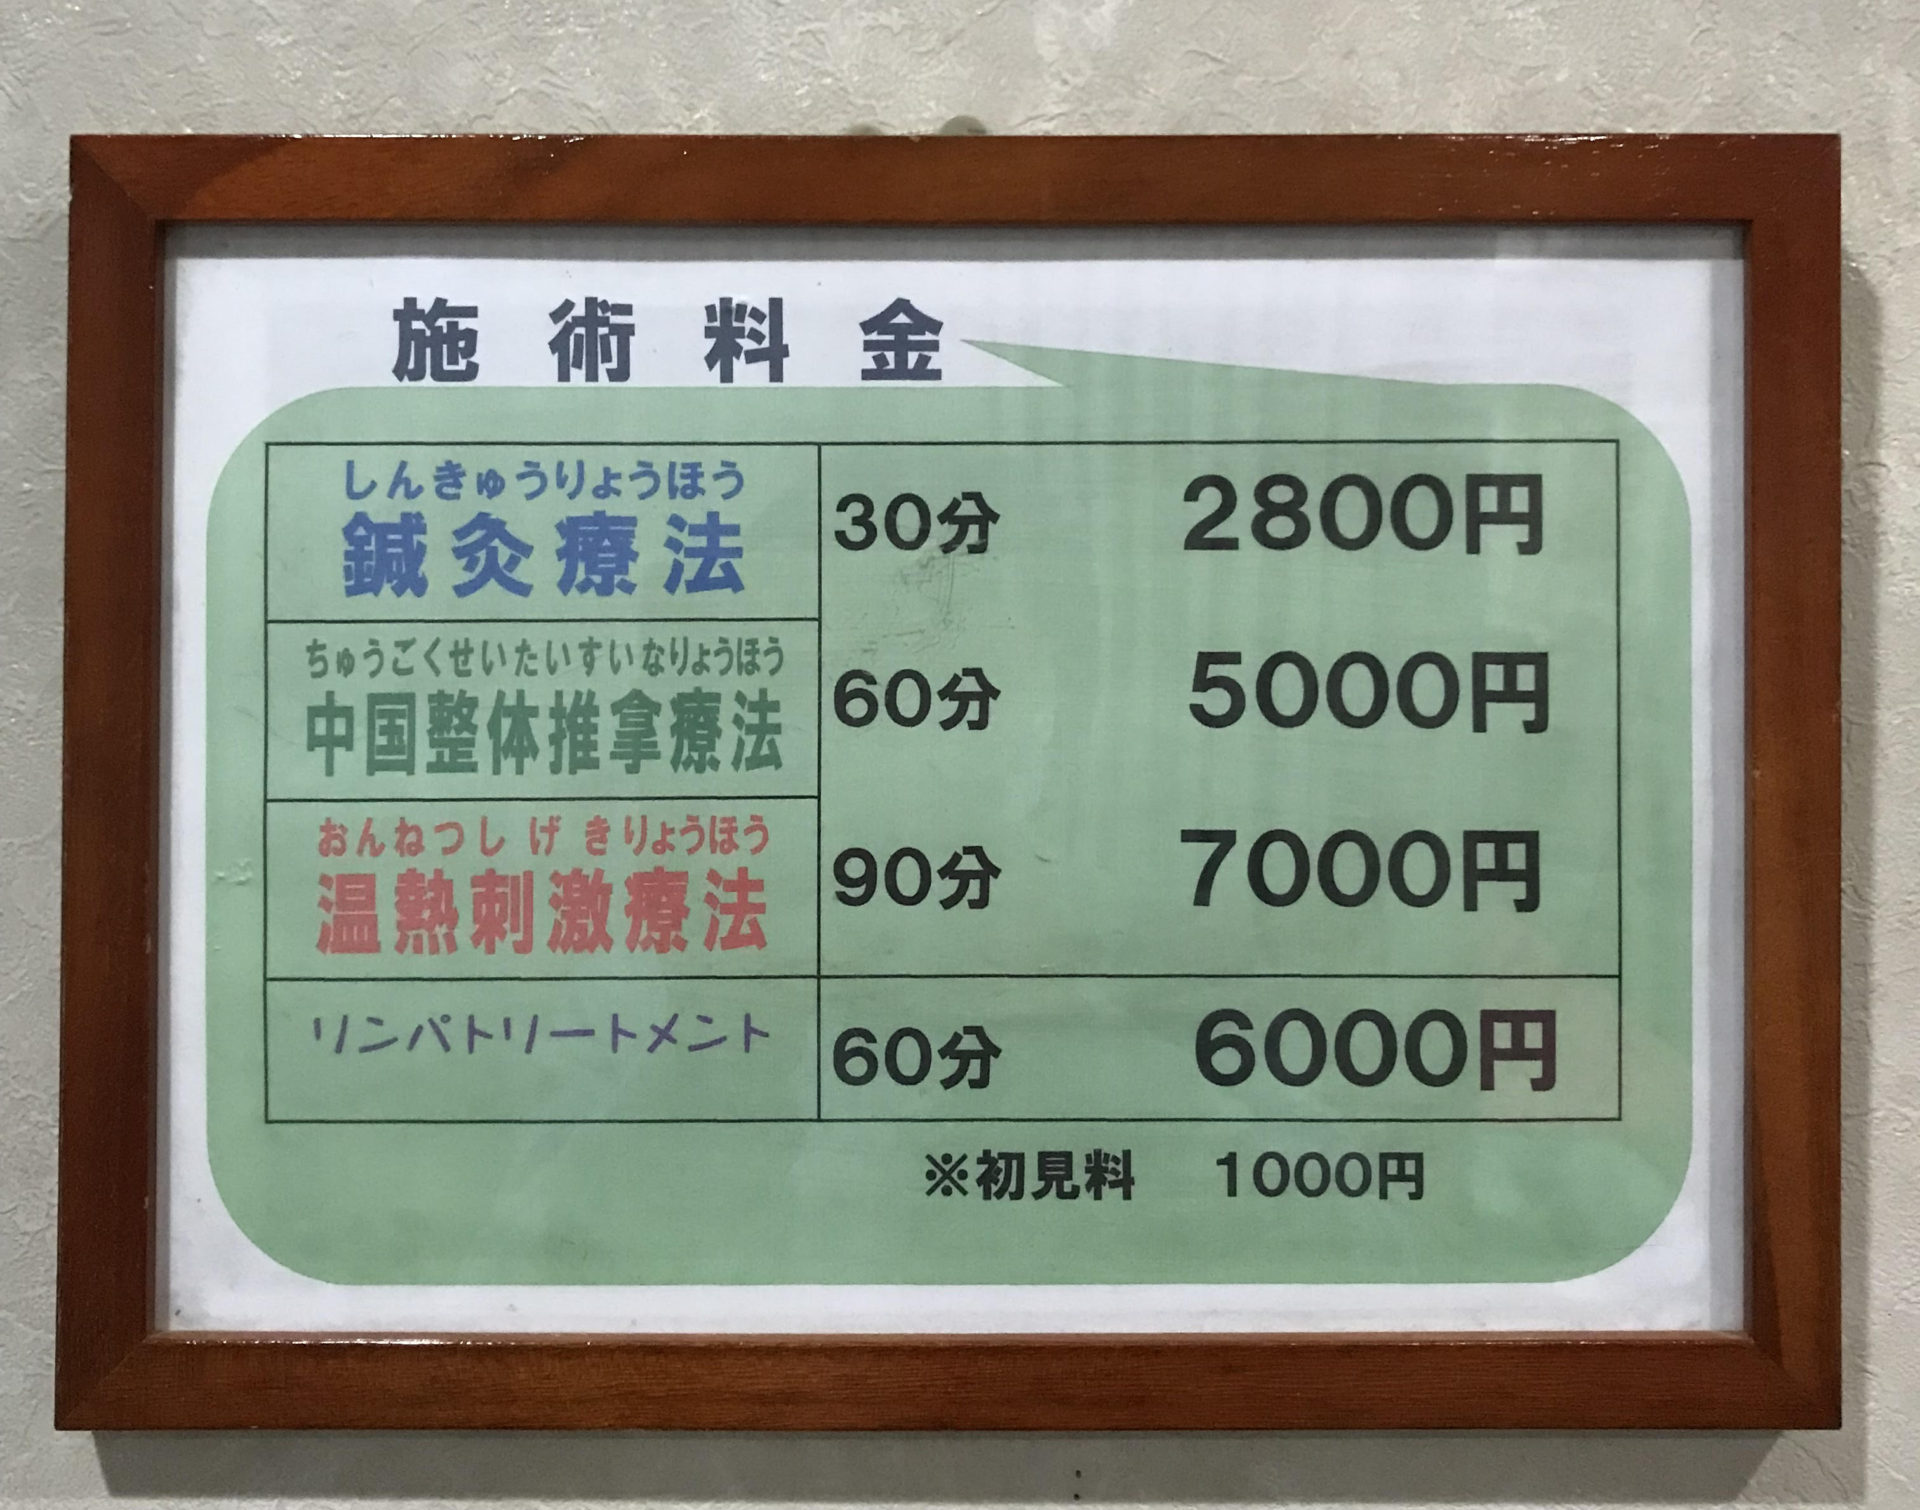 施術料金
しんきゅうりょうほう
鍼灸療法
30分 2800円
ちゅうごくせいたいすいなりょうほう
中国整体推拿療法
60分 5000円
おんねつしげきりょうほう
温熱刺激療法
90分 7000円
リンパトリートメント
60分 6000円
※初見料 1000円